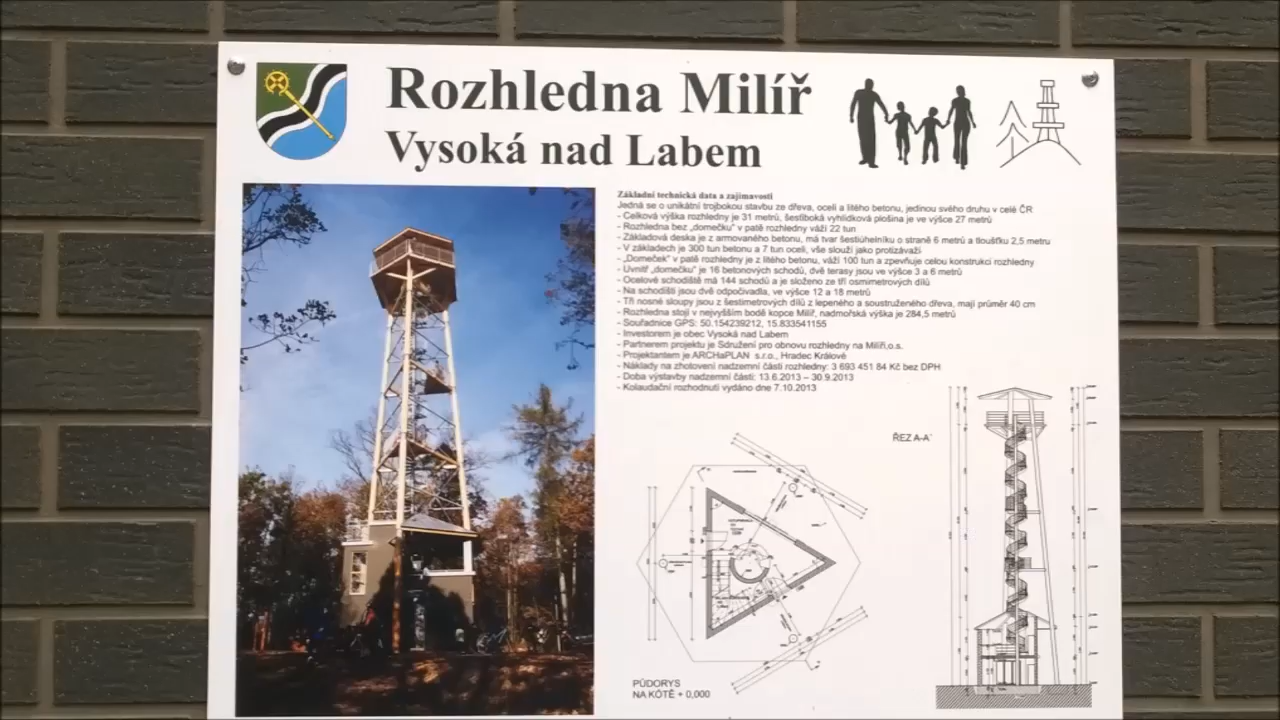 Rozhledna Milíř
Vysoká nad Labem
Základní technická data a zajímavosti
Jedná se o unikátní trojbokou stavbu ze dřeva, oceli a litého betonu, jedinou svého druhu v celé ČR
- Celková výška rozhledny je 31 metrů, šestiboká vyhlídková plošina je ve výšce 27 metrů
- Rozhledna bez „domečku" v patě rozhledny váží 22 tun
- Základová deska je z armovaného betonu, má tvar šestiúhelníku o straně 6 metrů a tloušťku 2,5 metru
- V základech je 300 tun betonu a 7 tun oceli, vše slouží jako protizávaží
- „Domeček" v patě rozhledny je z litého betonu, váží 100 tun a zpevňuje celou konstrukci rozhledny
- Uvnitř „domečku" je 16 betonových schodů, dvě terasy jsou ve výšce 3 a 6 metrů
- Ocelové schodiště má 144 schodů a je složeno ze tří osmimetrových dílů
- Na schodišti jsou dvě odpočívadla, ve výšce 12 a 18 metrů
- Tři nosné sloupy jsou z šestimetrových dílů z lepeného a soustruženého dřeva, mají průměr 40 cm
- Rozhledna stojí v nejvyšším bodě kopce Milíř, nadmořská výška je 284,5 metru
- Souřadnice GPS: 50.154239212, 15.833541155
- Investorem je obec Vysoká nad Labem
- Partnerem projektu je Sdružení pro obnovu rozhledny na Milíři,o.s.
- Projektantem je ARCHaPLAN s.r.o., Hradec Králové
- Náklady na zhotovení nadzemní části rozhledny: 3 693 451 84 Kč bez DPH
- Doba výstavby nadzemní části: 13.6.2013 – 30.9.2013
- Kolaudační rozhodnutí vydáno dne 7.10.2013
ŘEZ A-A´
PŮDORYS
NA KÓTĚ + 0,000